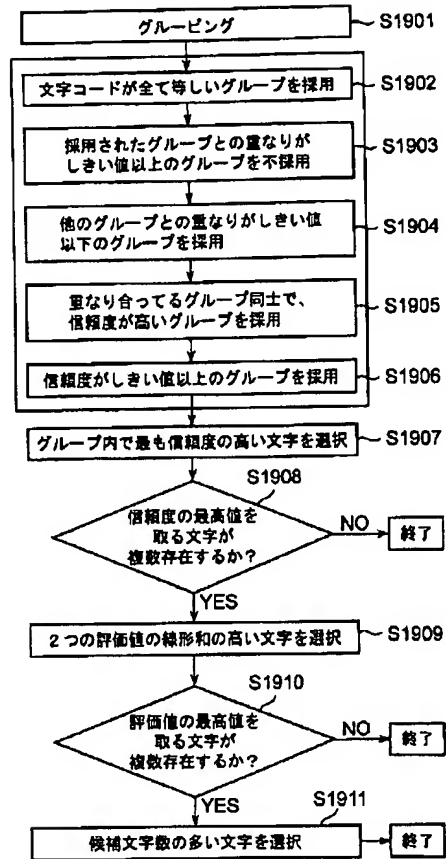 グルーピング
S1901
文字コードが全て等しいグループを採用
S1902
採用されたグループとの重なりが
しきい値以上のグループを不採用
S1903
他のグループとの重なりがしきい値
以下のグループを採用
S1904
重なり合ってるグループ同士で、
信頼度が高いグループを採用
S1905
信頼度がしきい値以上のグループを採用
S1906
グループ内で最も信頼度の高い文字を選択
S1907
S1908
信頼度の最高値を
取る文字が
複数存在するか?
NO
終了
YES
2つの評価値の線形和の高い文字を選択
S1909
S1910
評価値の最高値を
取る文字が
複数存在するか?
NO
終了
YES
S1911
候補文字数の多い文字を選択
終了